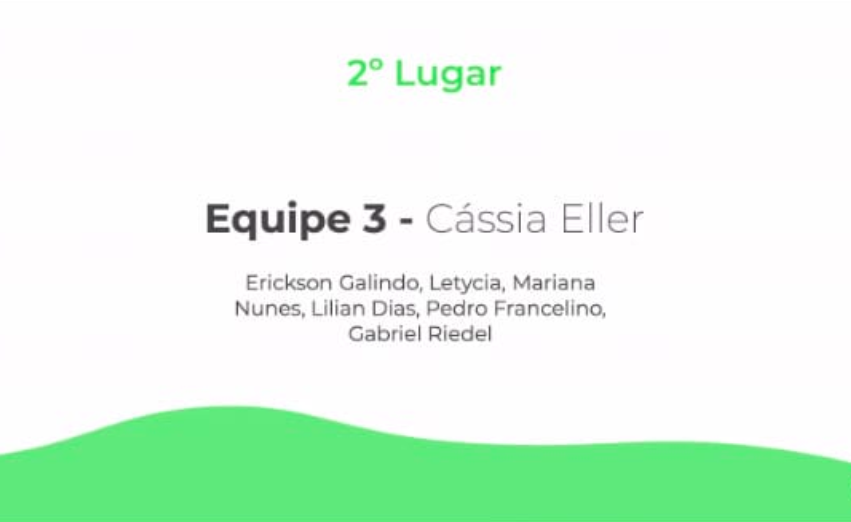 2º Lugar
Equipe 3 - Cássia Eller
Erickson Galindo, Letycia, Mariana
Nunes, Lilian Dias, Pedro Francelino,
Gabriel Riedel